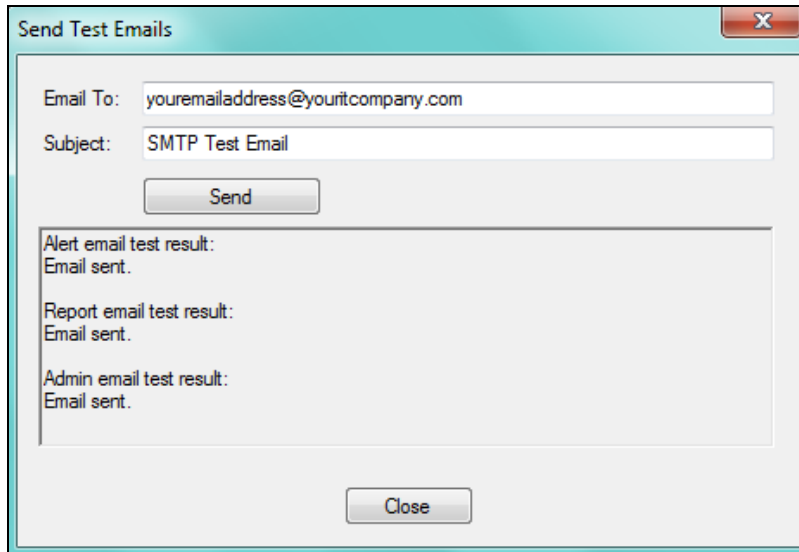 Send Test Emails
Email To: youremailaddress@youritcompany.com
Subject: SMTP Test Email
Send
Alert email test result:
Email sent.
Report email test result:
Email sent.
Admin email test result:
Email sent.
Close